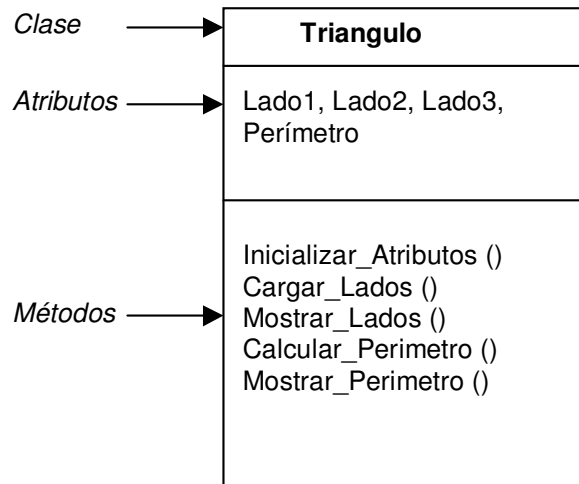 Clase
Triangulo
Atributos
Lado1, Lado2, Lado3,
Perímetro
Métodos
Inicializar_Atributos ()
Cargar_Lados ()
Mostrar_Lados ()
Calcular_Perimetro ()
Mostrar_Perimetro ()